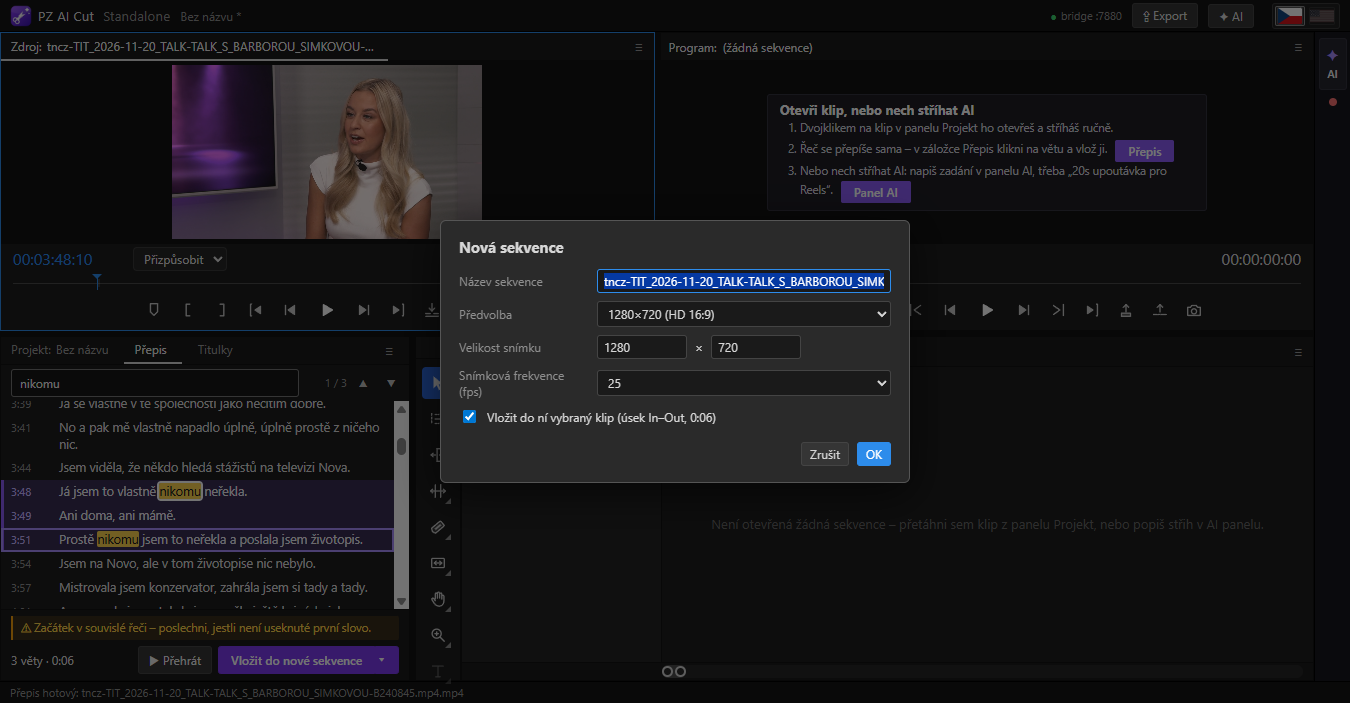 PZ AI Cut Standalone Bez názvu *
bridge :7880
Export
AI
Zdroj: tncz-TIT_2026-11-20_TALK-TALK_S_BARBOROU_SIMKOVOU-...
Program: (žádná sekvence)
AI
Otevři klip, nebo nech stříhat AI
1. Dvojklikem na klip v panelu Projekt ho otevřeš a stříháš ručně.
2. Řeč se přepíše sama – v záložce Přepis klikni na větu a vlož ji. Přepis
3. Nebo nech stříhat AI: napiš zadání v panelu AI, třeba „20s upoutávka pro
Reels“. Panel AI
00:03:48:10
Přizpůsobit
00:00:00:00
Nová sekvence
Název sekvence
tncz-TIT_2026-11-20_TALK-TALK_S_BARBOROU_SIMK
Předvolba
1280×720 (HD 16:9)
Velikost snímku
1280 × 720
Snímková frekvence
(fps)
25
Vložit do ní vybraný klip (úsek In–Out, 0:06)
Zrušit
OK
Projekt: Bez názvu
Přepis
Titulky
nikomu
1 / 3
3:39 Já se vlastně v té společnosti jako necítím dobře.
3:41 No a pak mě vlastně napadlo úplně, úplně prostě z ničeho
nic.
3:44 Jsem viděla, že někdo hledá stážistů na televizi Nova.
3:48 Já jsem to vlastně nikomu neřekla.
3:49 Ani doma, ani mámě.
3:51 Prostě nikomu jsem to neřekla a poslala jsem životopis.
3:54 Jsem na Novo, ale v tom životopise nic nebylo.
3:57 Mistrovala jsem konzervator, zahrála jsem si tady a tady.
⚠ Začátek v souvislé řeči – poslechni, jestli není useknuté první slovo.
3 věty · 0:06
Přehrát
Vložit do nové sekvence
Není otevřená žádná sekvence – přetáhni sem klip z panelu Projekt, nebo popiš střih v AI panelu.
Přepis hotový: tncz-TIT_2026-11-20_TALK-TALK_S_BARBOROU_SIMKOVOU-B240845.mp4.mp4